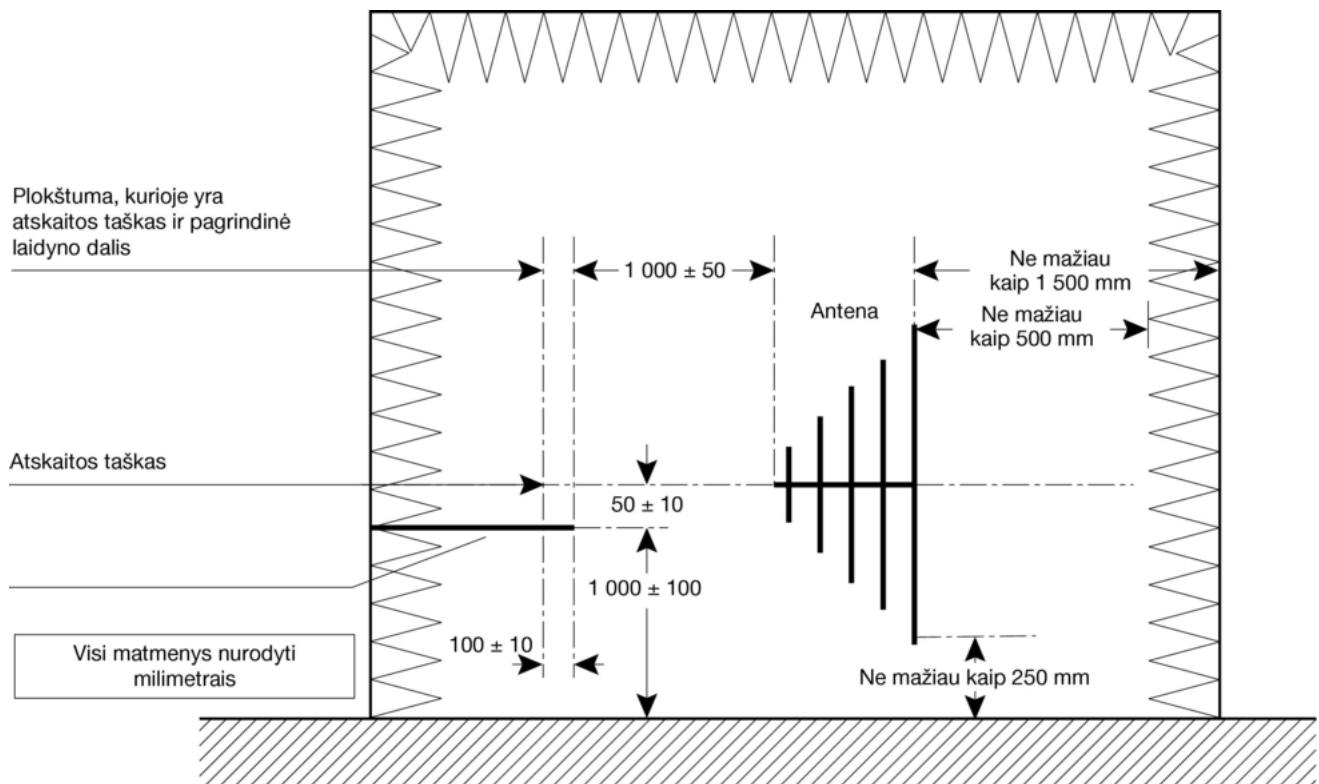 Plokštuma, kurioje yra
atskaitos taškas ir pagrindinė
laidyno dalis
1 000 ± 50
Ne mažiau
kaip 1 500 mm
Antena
Ne mažiau
kaip 500 mm
Atskaitos taškas
50 ± 10
1 000 ± 100
100 ± 10
Visi matmenys nurodyti
milimetrais
Ne mažiau kaip 250 mm